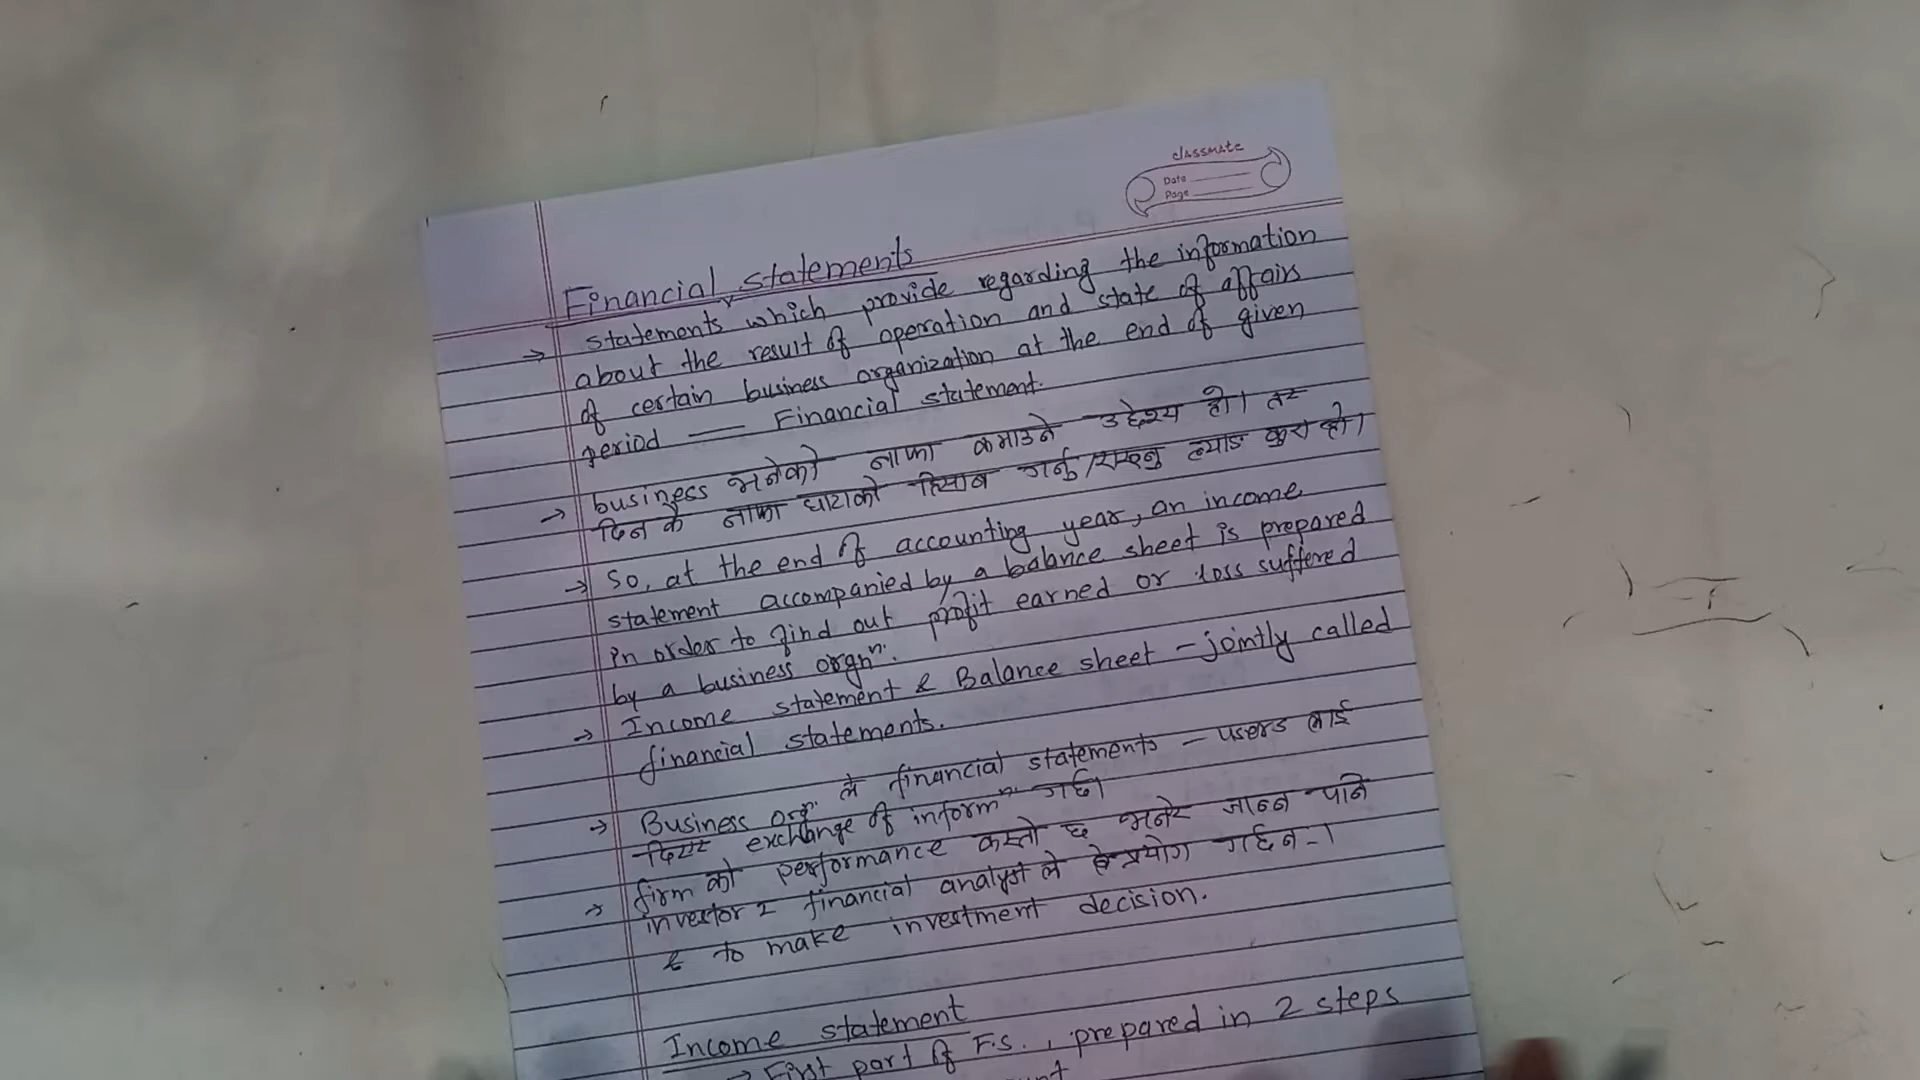 classmate
Date
Page
Financial statements
→ statements which provide regarding the information
about the result of operation and state of affairs
of certain business organization at the end of given
period — Financial statement.
→ business भनेको नाफा कमाउने उद्देश्य हो। तर
दिन कै नाफा घाटाको हिसाब गर्नु/राख्नु ल्याङ कुरा हो।
→ So, at the end of accounting year, an income
statement accompanied by a balance sheet is prepared
in order to find out profit earned or loss suffered
by a business orgnⁿ.
→ Income statement & Balance sheet – jointly called
financial statements.
→ Business orgⁿ ले financial statements – users लाई
दिएर exchange of informⁿ गर्छ।
→ firm को performance कस्तो छ भनेर जान्न पनि
investor र financial analyst ले प्रयोग गर्छन्।
& to make investment decision.
Income statement
→ First part of F.S., prepared in 2 steps